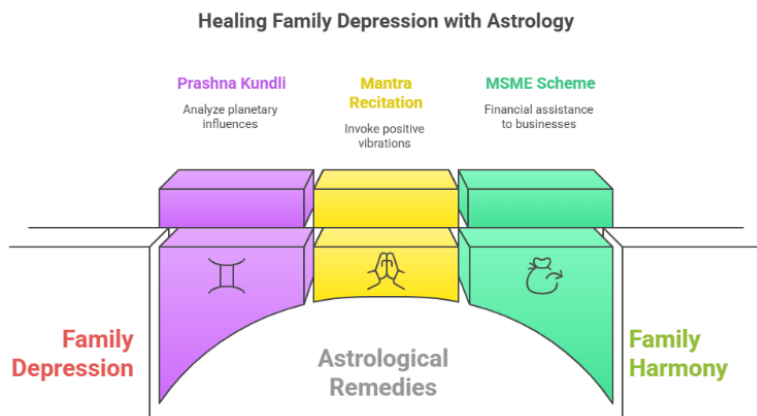 Healing Family Depression with Astrology
Prashna Kundli
Analyze planetary
influences
Mantra
Recitation
Invoke positive
vibrations
MSME Scheme
Financial assistance
to businesses
Family
Depression
Astrological
Remedies
Family
Harmony